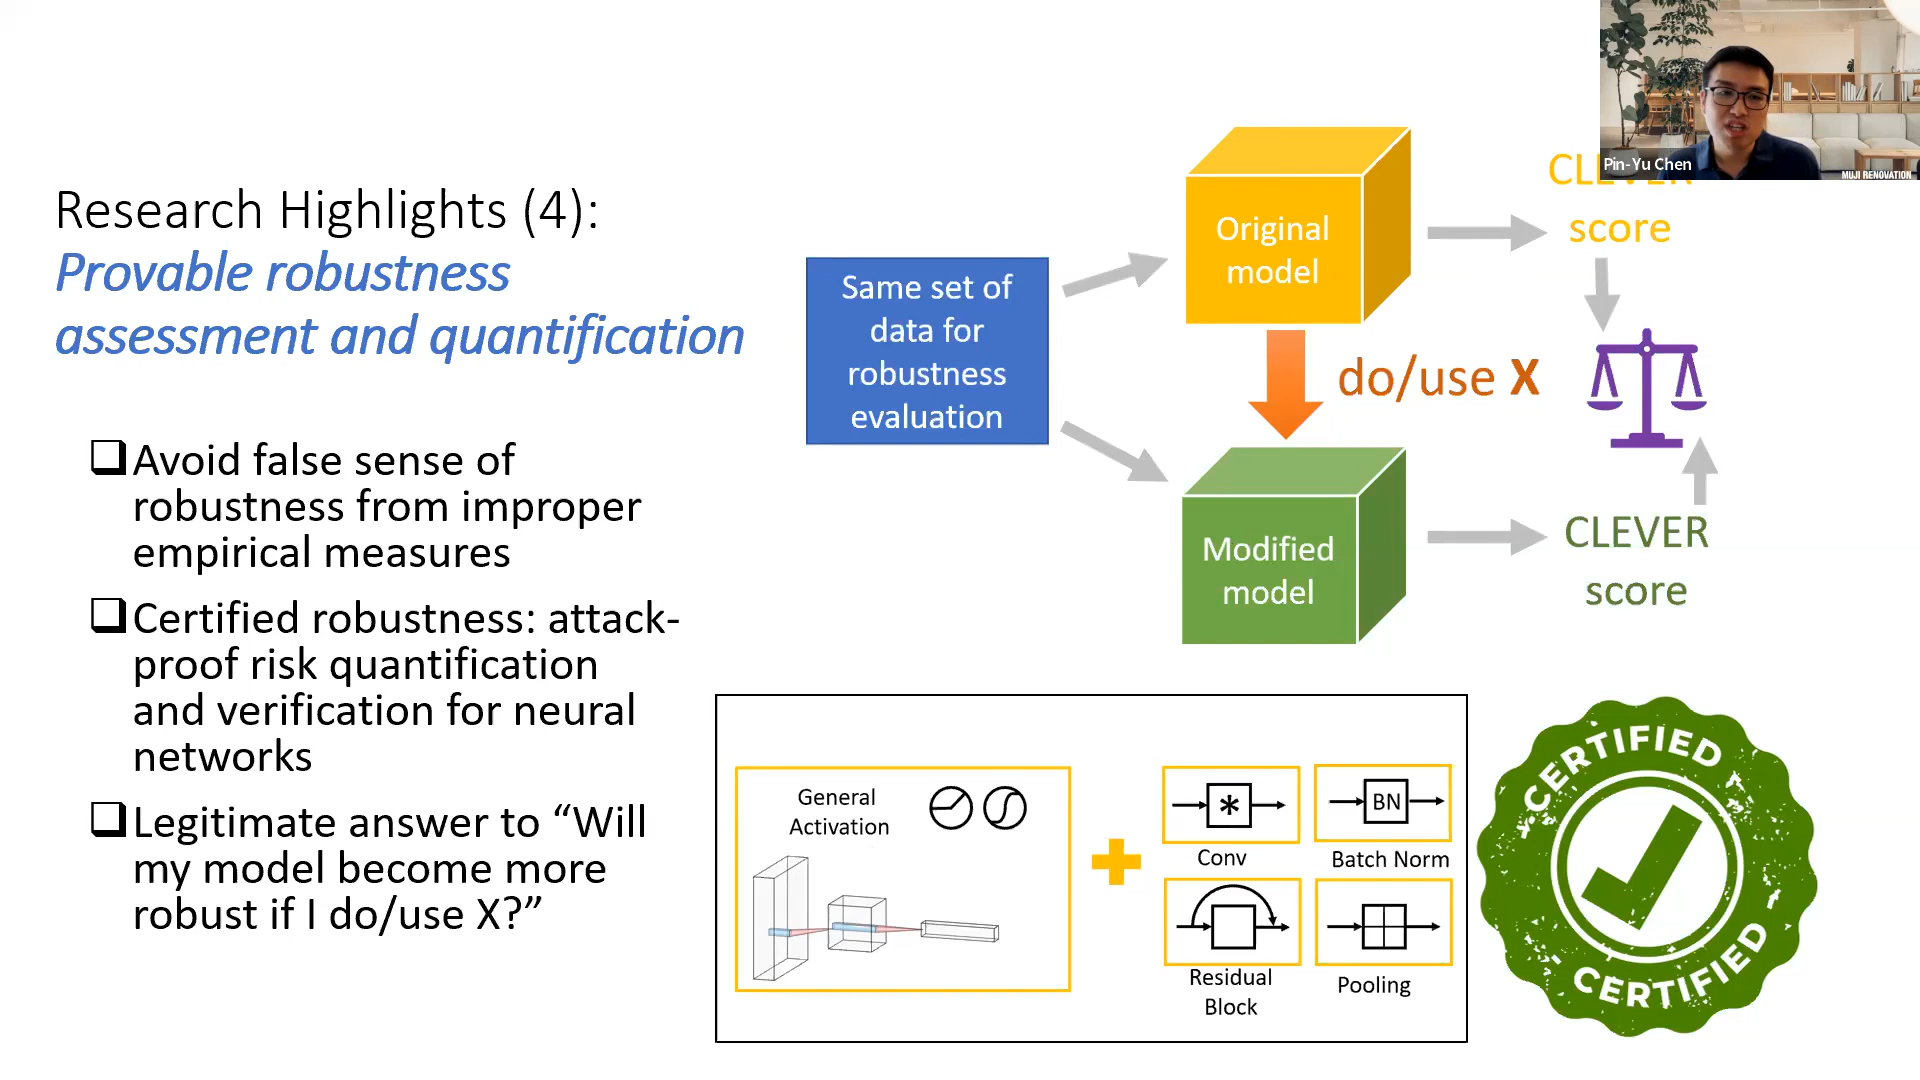 Research Highlights (4):
Provable robustness
assessment and quantification
Avoid false sense of
robustness from improper
empirical measures
Certified robustness: attack-
proof risk quantification
and verification for neural
networks
Legitimate answer to “Will
my model become more
robust if I do/use X?”
Same set of
data for
robustness
evaluation
Original
model
do/use X
Modified
model
CLEVER
score
CLEVER
score
Pin-Yu Chen
MUJI RENOVATION
General
Activation
*
Conv
BN
Batch Norm
Residual
Block
Pooling
CERTIFIED
CERTIFIED